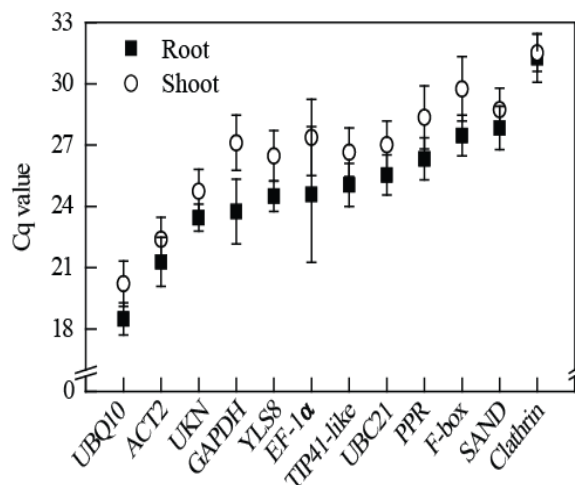 33
30
27
24
21
18
0
Cq value
Root
Shoot
UBQ10
ACT2
UKN
GAPDH
YLS8
EF-1α
TIP41-like
UBC21
PPR
F-box
SAND
Clathrin